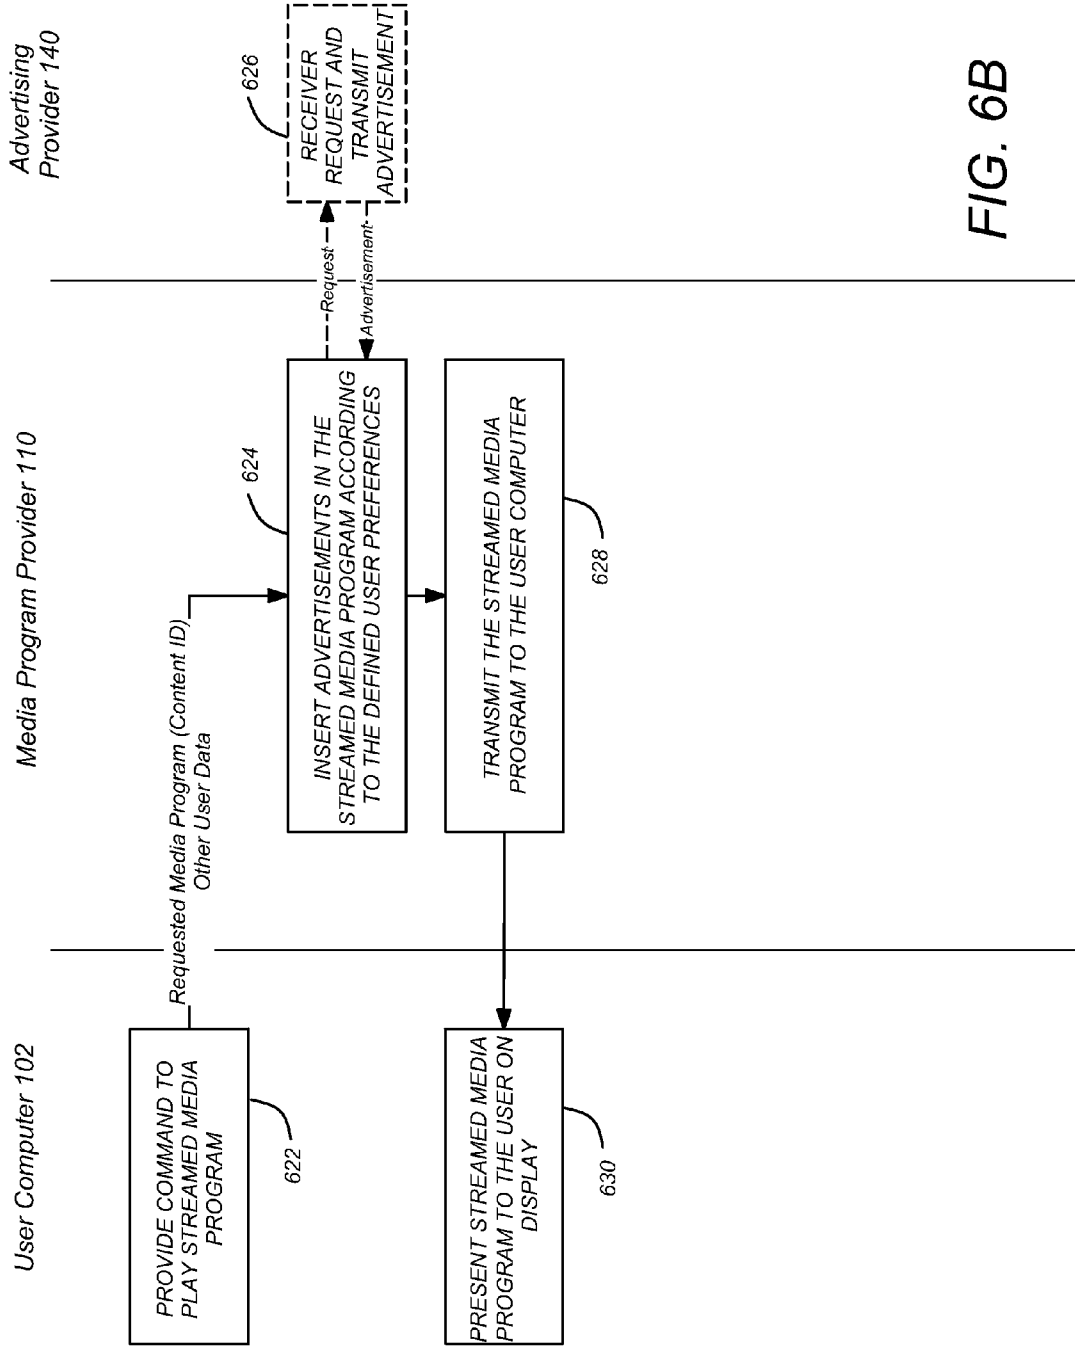 User Computer 102
Media Program Provider 110
Advertising
Provider 140
PROVIDE COMMAND TO
PLAY STREAMED MEDIA
PROGRAM
622
Requested Media Program (Content ID)
Other User Data
624
INSERT ADVERTISEMENTS IN THE
STREAMED MEDIA PROGRAM ACCORDING
TO THE DEFINED USER PREFERENCES
Request
Advertisement
626
RECEIVER
REQUEST AND
TRANSMIT
ADVERTISEMENT
TRANSMIT THE STREAMED MEDIA
PROGRAM TO THE USER COMPUTER
628
PRESENT STREAMED MEDIA
PROGRAM TO THE USER ON
DISPLAY
630
FIG. 6B